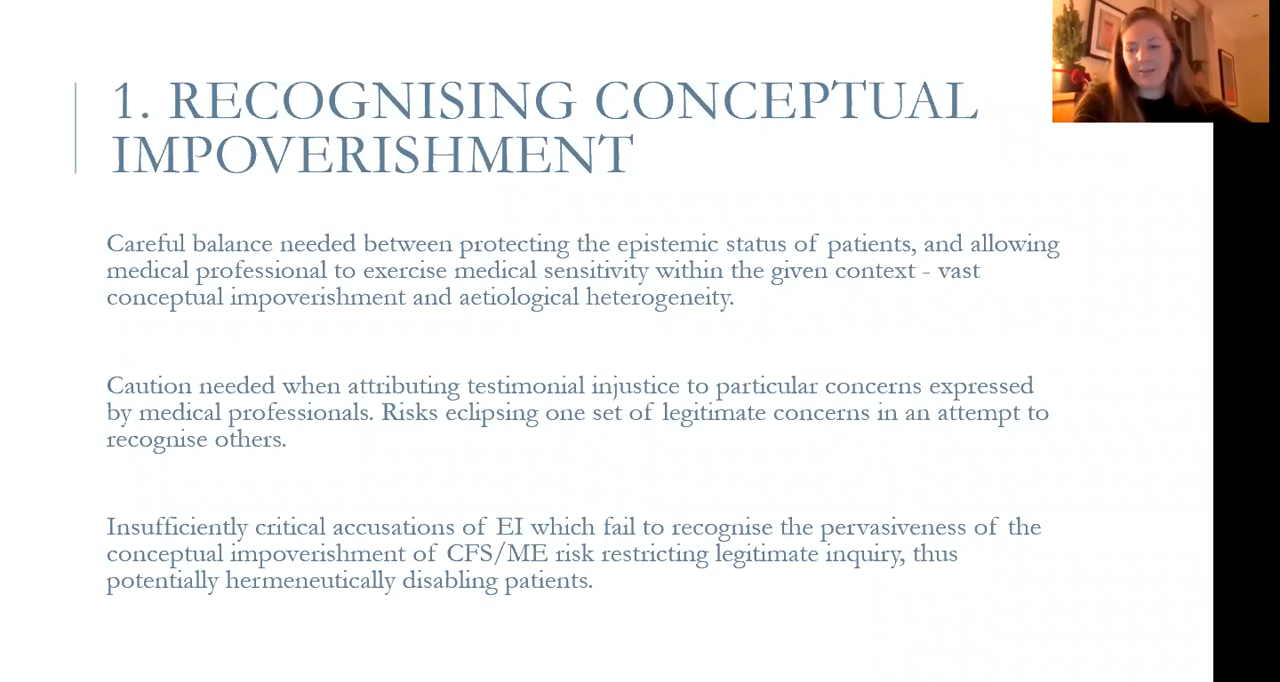 1. RECOGNISING CONCEPTUAL
IMPOVERISHMENT
Careful balance needed between protecting the epistemic status of patients, and allowing
medical professional to exercise medical sensitivity within the given context - vast
conceptual impoverishment and aetiological heterogeneity.
Caution needed when attributing testimonial injustice to particular concerns expressed
by medical professionals. Risks eclipsing one set of legitimate concerns in an attempt to
recognise others.
Insufficiently critical accusations of EI which fail to recognise the pervasiveness of the
conceptual impoverishment of CFS/ME risk restricting legitimate inquiry, thus
potentially hermeneutically disabling patients.